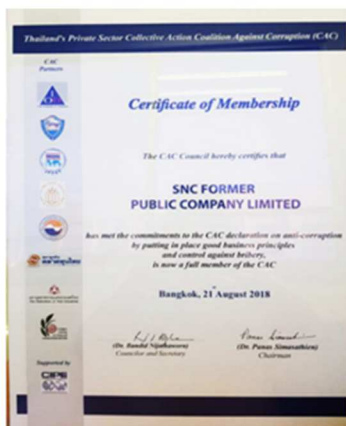 Thailand's Private Sector Collective Action Coalition Against Corruption (CAC)
CAC
Partners
Certificate of Membership
The CAC Council hereby certifies that
SNC FORMER
PUBLIC COMPANY LIMITED
has met the commitments to the CAC declaration on anti-corruption
by putting in place good business principles
and control against bribery,
is now a full member of the CAC
Bangkok, 21 August 2018
(Dr. Bandid Nijathaworn)
Councilor and Secretary
(Dr. Panas Simasathien)
Chairman
Supported by
CIPE